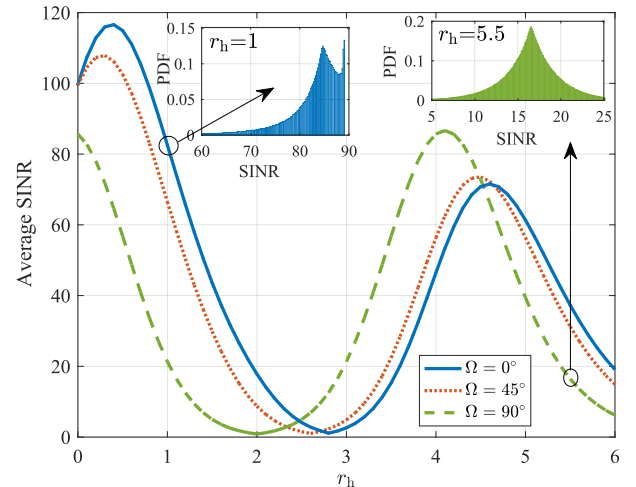 140
120
100
80
60
40
20
0
Average SINR
0 1 2 3 4 5 6
r_h
r_h=1
PDF
0.15
0.1
0.05
0
60 70 80 90
SINR
r_h=5.5
PDF
0.2
0.1
0
5 10 15 20 25
SINR
Ω = 0°
Ω = 45°
Ω = 90°